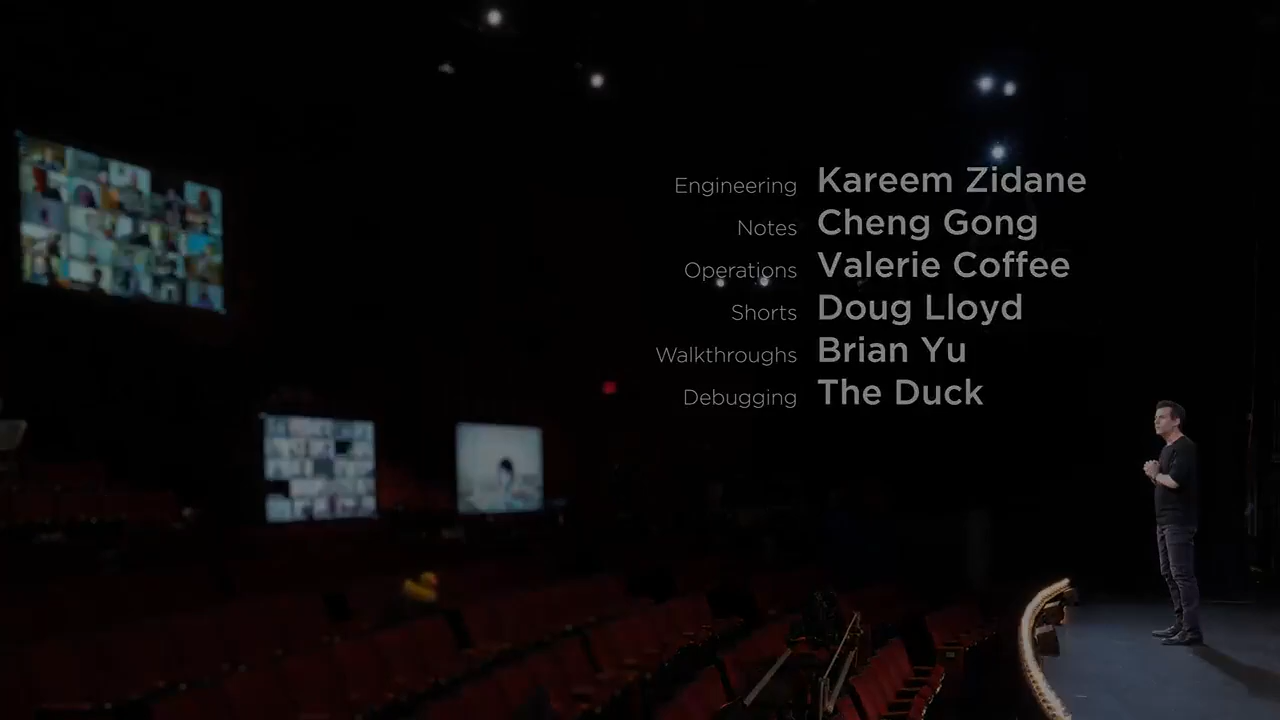 Engineering Kareem Zidane
Notes Cheng Gong
Operations Valerie Coffee
Shorts Doug Lloyd
Walkthroughs Brian Yu
Debugging The Duck